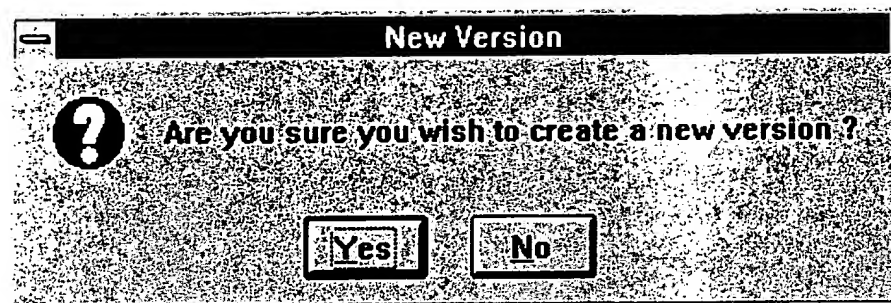 New Version
Are you sure you wish to create a new version ?
Yes
No